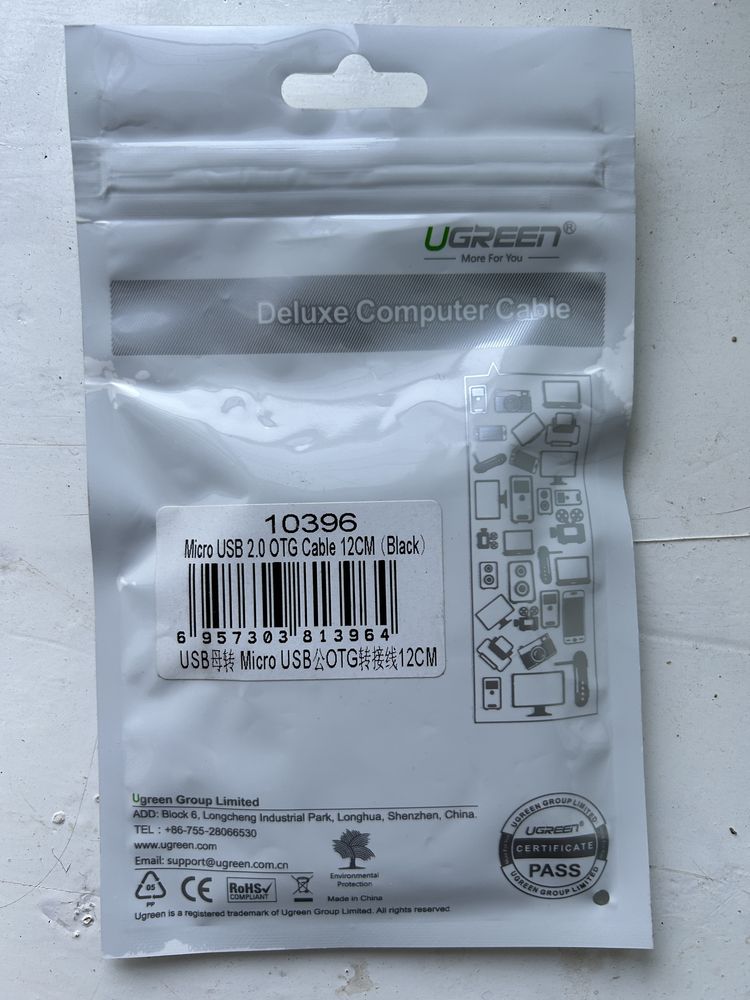 UGREEN®
More For You
Deluxe Computer Cable
10396
Micro USB 2.0 OTG Cable 12CM（Black）
6 957303 813964
USB母转 Micro USB公OTG转接线12CM
Ugreen Group Limited
ADD: Block 6, Longcheng Industrial Park, Longhua, Shenzhen, China.
TEL : +86-755-28066530
www.ugreen.com
Email: support@ugreen.com.cn
Environmental
Protection
05
PP
CE
RoHS
COMPLIANT
Made in China
Ugreen is a registered trademark of Ugreen Group Limited. All rights reserved
UGREEN GROUP LIMITED
UGREEN
CERTIFICATE
PASS
UGREEN GROUP LIMITED